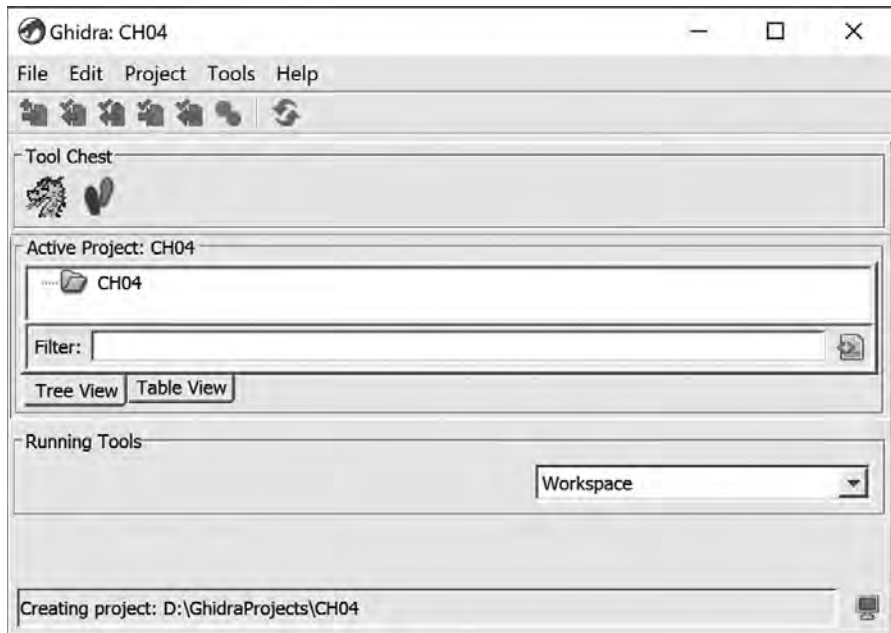 Ghidra: CH04
File Edit Project Tools Help
Tool Chest
Active Project: CH04
CH04
Filter:
Tree View Table View
Running Tools
Workspace
Creating project: D:\GhidraProjects\CH04